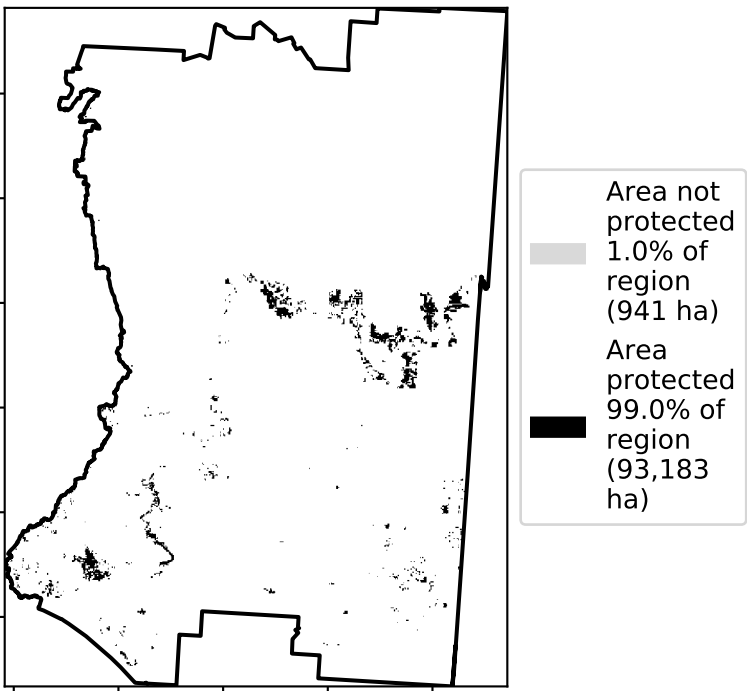 Area not
protected
1.0% of
region
(941 ha)
Area
protected
99.0% of
region
(93,183
ha)